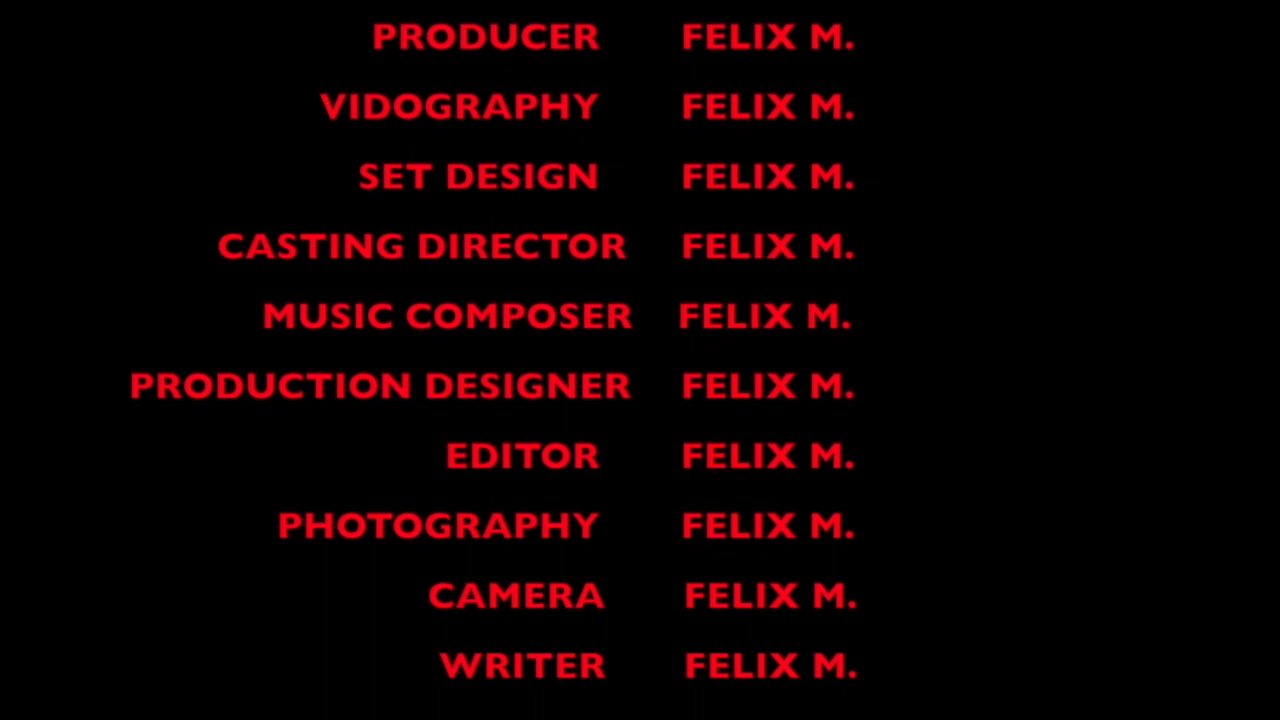 PRODUCER FELIX M.
VIDOGRAPHY FELIX M.
SET DESIGN FELIX M.
CASTING DIRECTOR FELIX M.
MUSIC COMPOSER FELIX M.
PRODUCTION DESIGNER FELIX M.
EDITOR FELIX M.
PHOTOGRAPHY FELIX M.
CAMERA FELIX M.
WRITER FELIX M.